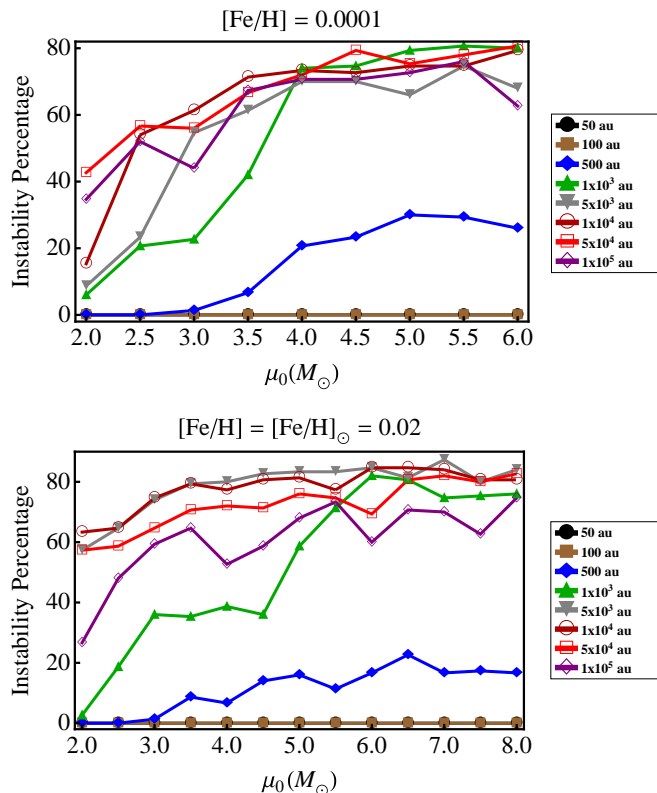 [Fe/H] = 0.0001
Instability Percentage
80
60
40
20
0
2.0 2.5 3.0 3.5 4.0 4.5 5.0 5.5 6.0
μ₀(M☉)
50 au
100 au
500 au
1x10³ au
5x10³ au
1x10⁴ au
5x10⁴ au
1x10⁵ au
[Fe/H] = [Fe/H]☉ = 0.02
Instability Percentage
80
60
40
20
0
2.0 3.0 4.0 5.0 6.0 7.0 8.0
μ₀(M☉)
50 au
100 au
500 au
1x10³ au
5x10³ au
1x10⁴ au
5x10⁴ au
1x10⁵ au